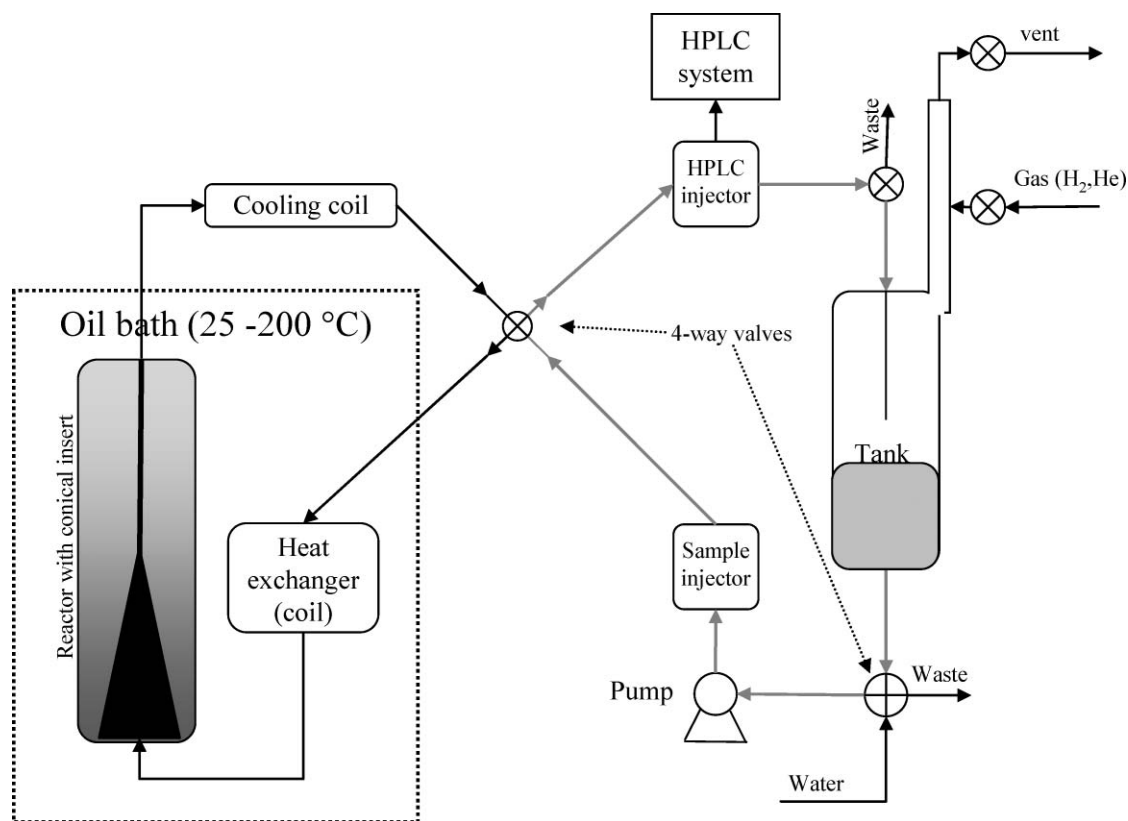 HPLC
system
vent
Waste
HPLC
injector
Gas (H₂,He)
Cooling coil
Oil bath (25 -200 °C)
4-way valves
Reactor with conical insert
Tank
Heat
exchanger
(coil)
Sample
injector
Waste
Pump
Water